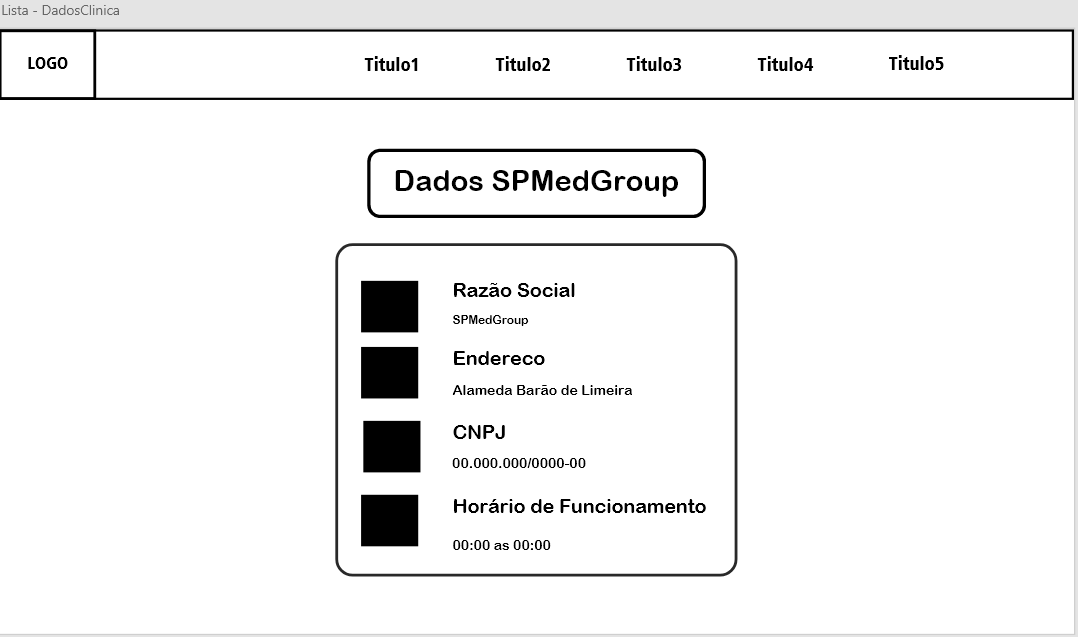 Lista - DadosClinica
LOGO Titulo1 Titulo2 Titulo3 Titulo4 Titulo5
Dados SPMedGroup
Razão Social
SPMedGroup
Endereco
Alameda Barão de Limeira
CNPJ
00.000.000/0000-00
Horário de Funcionamento
00:00 as 00:00